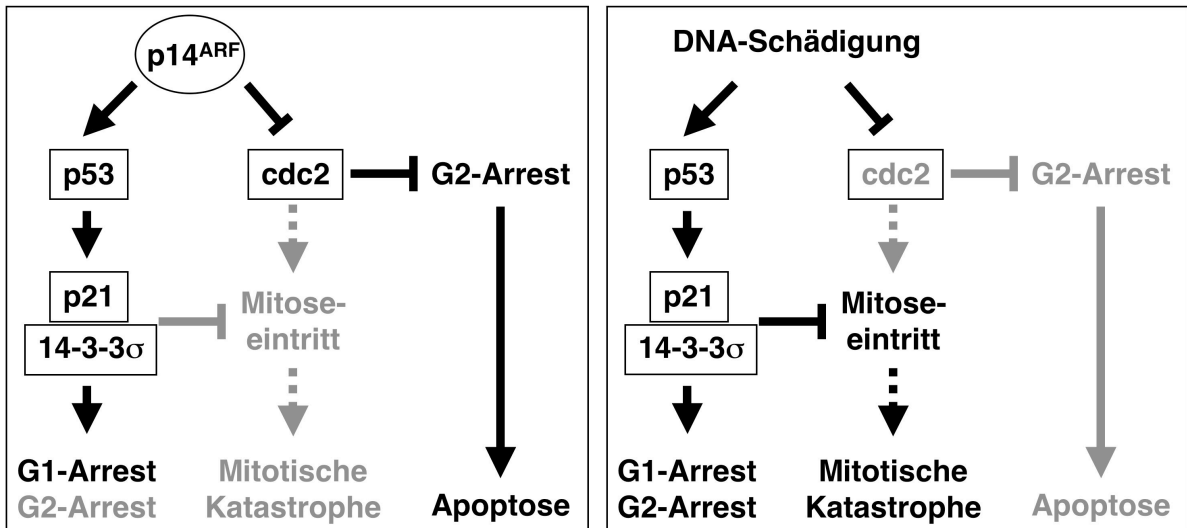 p14ARF
p53
cdc2
G2-Arrest
p21
14-3-3σ
Mitose-
eintritt
G1-Arrest
G2-Arrest
Mitotische
Katastrophe
Apoptose
DNA-Schädigung
p53
cdc2
G2-Arrest
p21
14-3-3σ
Mitose-
eintritt
G1-Arrest
G2-Arrest
Mitotische
Katastrophe
Apoptose